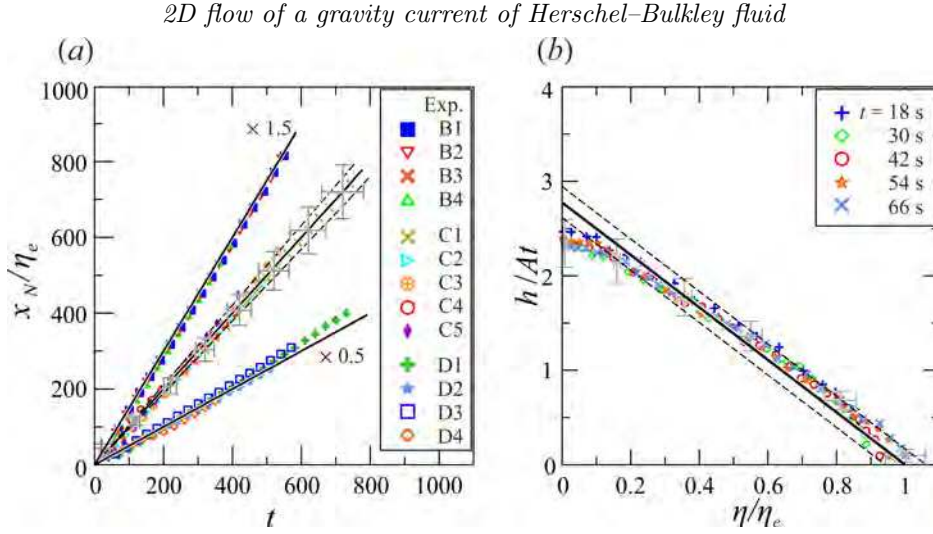 2D flow of a gravity current of Herschel–Bulkley fluid
(a)
(b)
1000
800
600
400
200
0
x_N/η_e
× 1.5
× 0.5
0 200 400 600 800 1000
t
Exp.
B1
B2
B3
B4
C1
C2
C3
C4
C5
D1
D2
D3
D4
4
3
2
1
0
h/At
0 0.2 0.4 0.6 0.8 1
η/η_e
t = 18 s
30 s
42 s
54 s
66 s